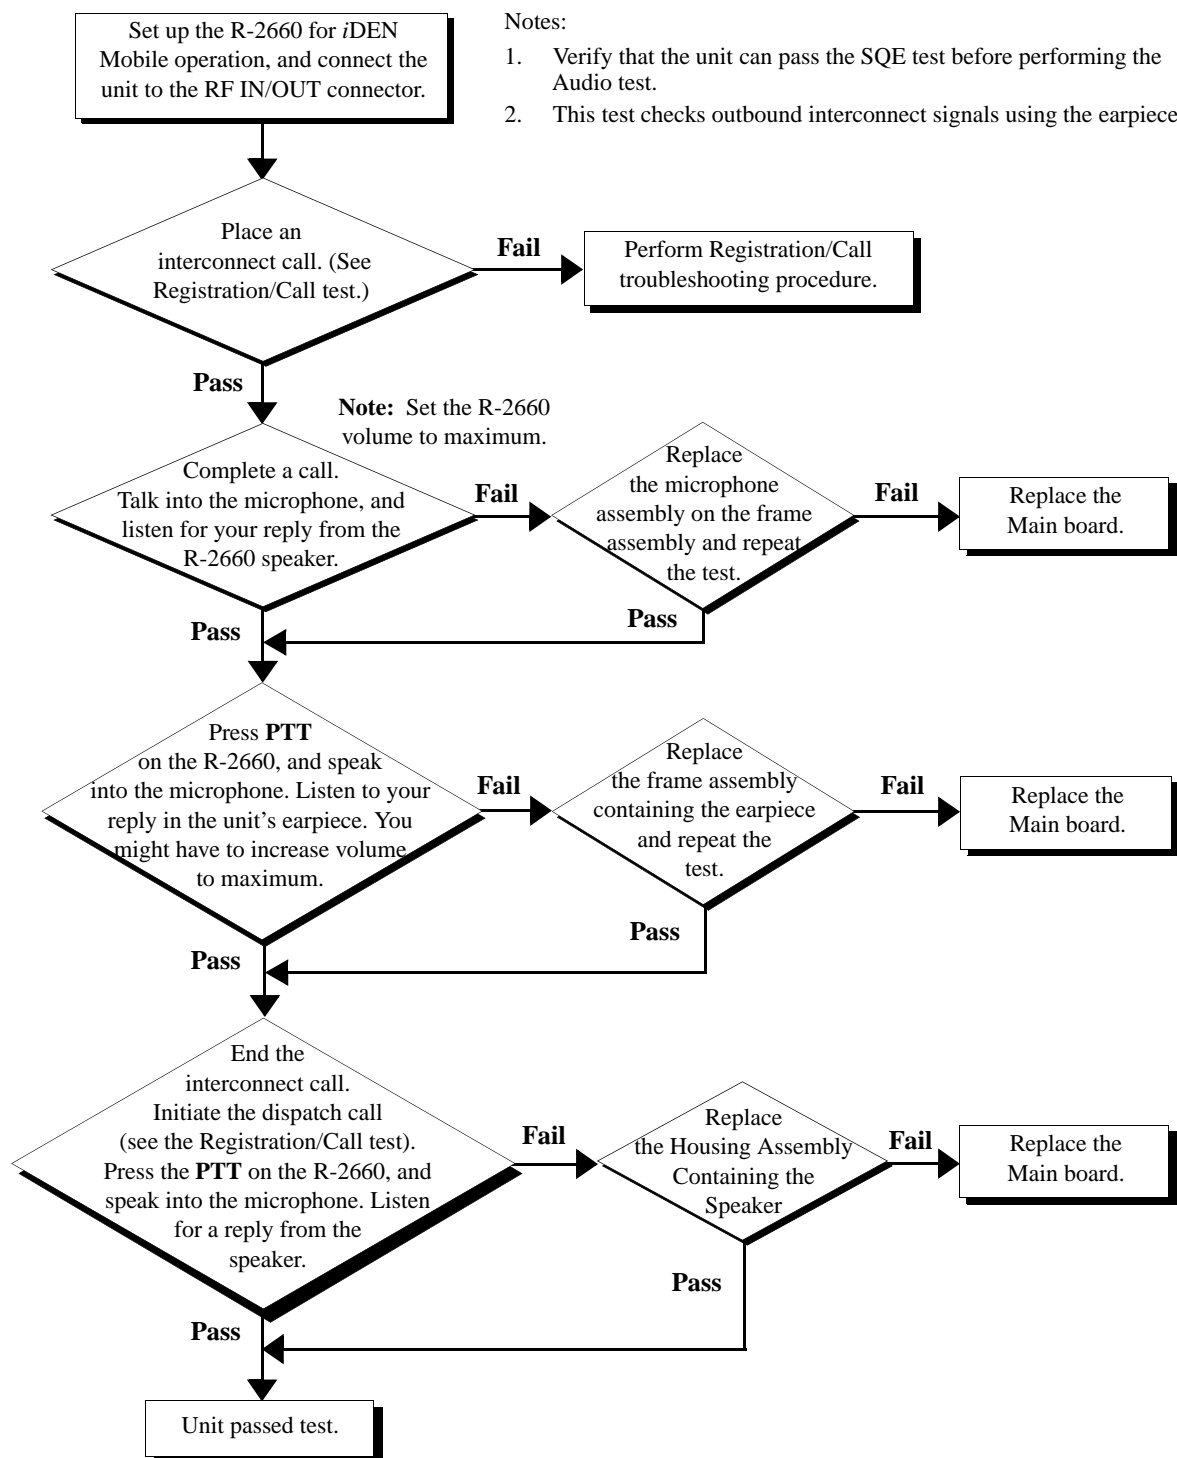 Set up the R-2660 for iDEN
Mobile operation, and connect the
unit to the RF IN/OUT connector.
Notes:
1. Verify that the unit can pass the SQE test before performing the
Audio test.
2. This test checks outbound interconnect signals using the earpiece
Place an
interconnect call. (See
Registration/Call test.)
Fail
Perform Registration/Call
troubleshooting procedure.
Pass
Note: Set the R-2660
volume to maximum.
Complete a call.
Talk into the microphone, and
listen for your reply from the
R-2660 speaker.
Fail
Replace
the microphone
assembly on the frame
assembly and repeat
the test.
Fail
Replace the
Main board.
Pass
Pass
Press PTT
on the R-2660, and speak
into the microphone. Listen to your
reply in the unit's earpiece. You
might have to increase volume
to maximum.
Fail
Replace
the frame assembly
containing the earpiece
and repeat the
test.
Fail
Replace the
Main board.
Pass
Pass
End the
interconnect call.
Initiate the dispatch call
(see the Registration/Call test).
Press the PTT on the R-2660, and
speak into the microphone. Listen
for a reply from the
speaker.
Fail
Replace
the Housing Assembly
Containing the
Speaker
Fail
Replace the
Main board.
Pass
Pass
Unit passed test.